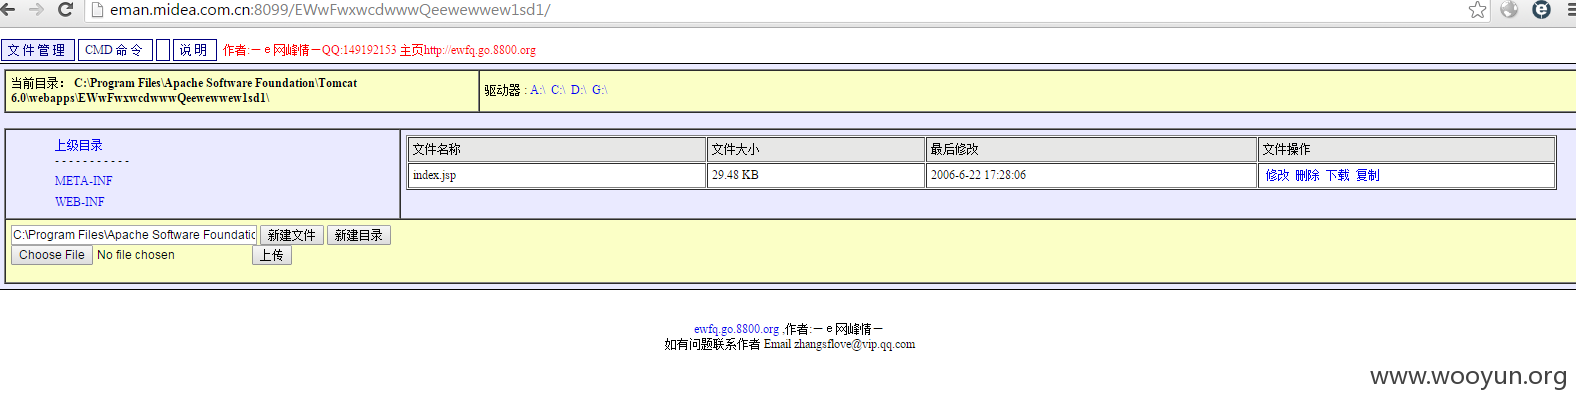 eman.midea.com.cn:8099/EWwFwxwcdwwwQeewewwew1sd1/
文件管理 CMD命令 说明 作者:－ｅ网峰情－QQ:149192153 主页http://ewfq.go.8800.org
当前目录： C:\Program Files\Apache Software Foundation\Tomcat
6.0\webapps\EWwFwxwcdwwwQeewewwew1sd1\
驱动器 : A:\ C:\ D:\ G:\
上级目录
- - - - - - - - - - -
META-INF
WEB-INF
文件名称 文件大小 最后修改 文件操作
index.jsp 29.48 KB 2006-6-22 17:28:06 修改 删除 下载 复制
C:\Program Files\Apache Software Foundatic 新建文件 新建目录
Choose File No file chosen 上传
ewfq.go.8800.org ,作者:－ｅ网峰情－
如有问题联系作者 Email zhangsflove@vip.qq.com
www.wooyun.org